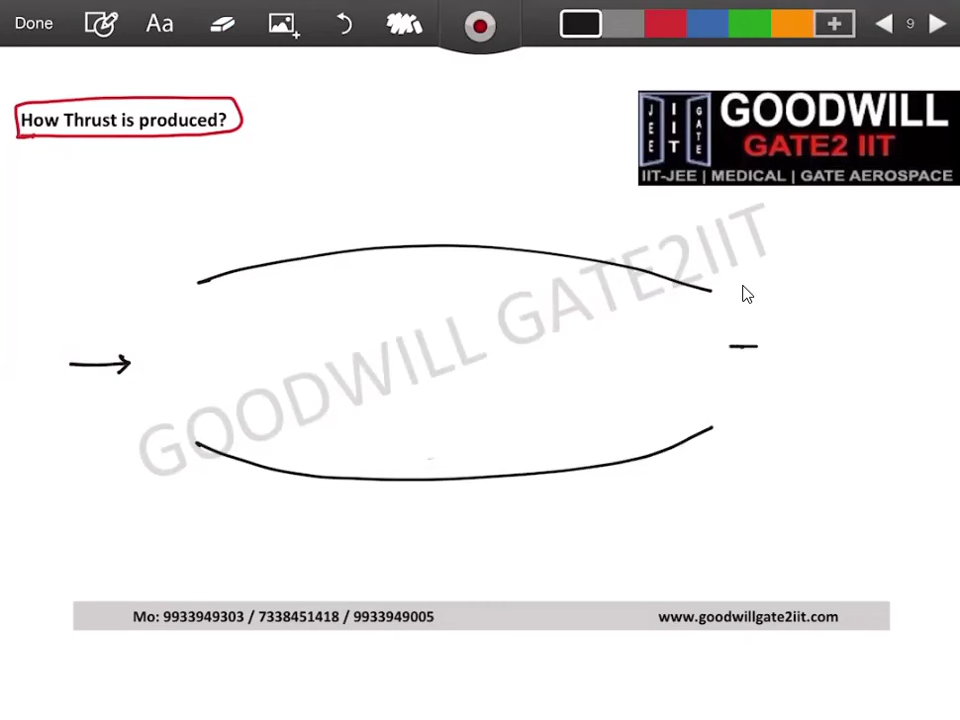 Done
Aa
9
How Thrust is produced?
JEE
IIT
GATE
GOODWILL
GATE2 IIT
IIT-JEE | MEDICAL | GATE AEROSPACE
GOODWILL GATE2IIT
Mo: 9933949303 / 7338451418 / 9933949005
www.goodwillgate2iit.com